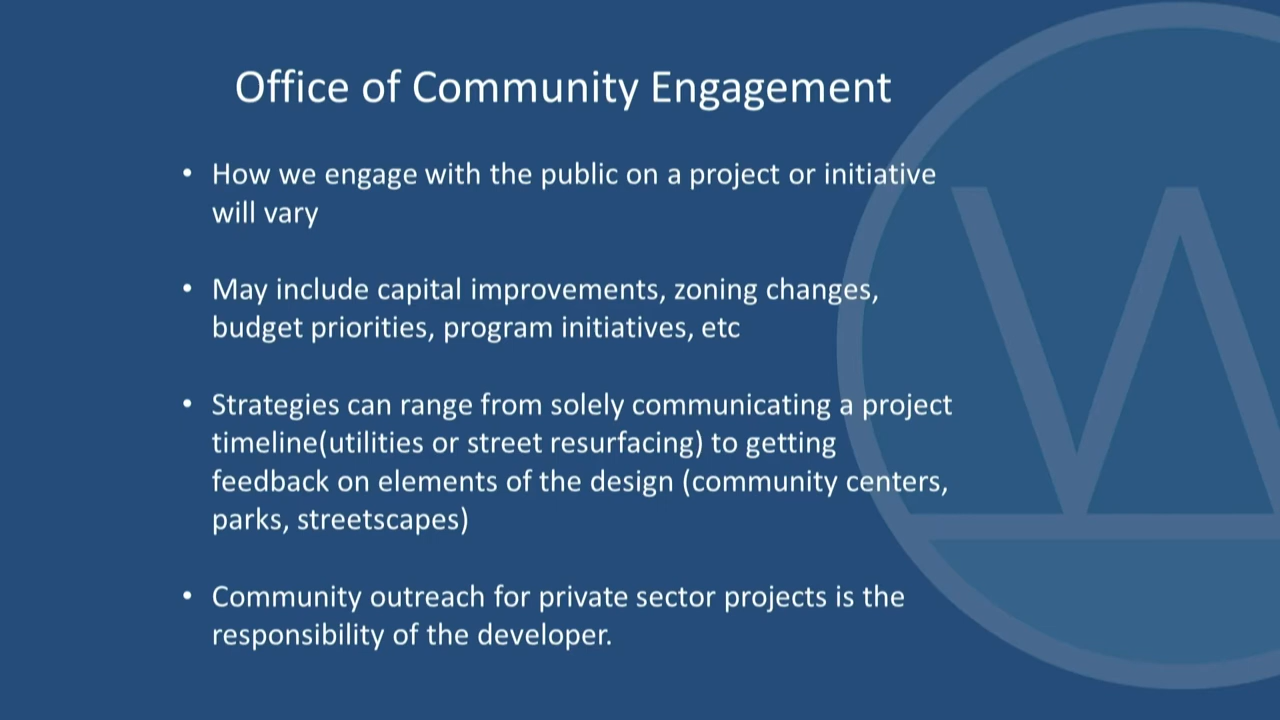 Office of Community Engagement
• How we engage with the public on a project or initiative
will vary
• May include capital improvements, zoning changes,
budget priorities, program initiatives, etc
• Strategies can range from solely communicating a project
timeline(utilities or street resurfacing) to getting
feedback on elements of the design (community centers,
parks, streetscapes)
• Community outreach for private sector projects is the
responsibility of the developer.
W